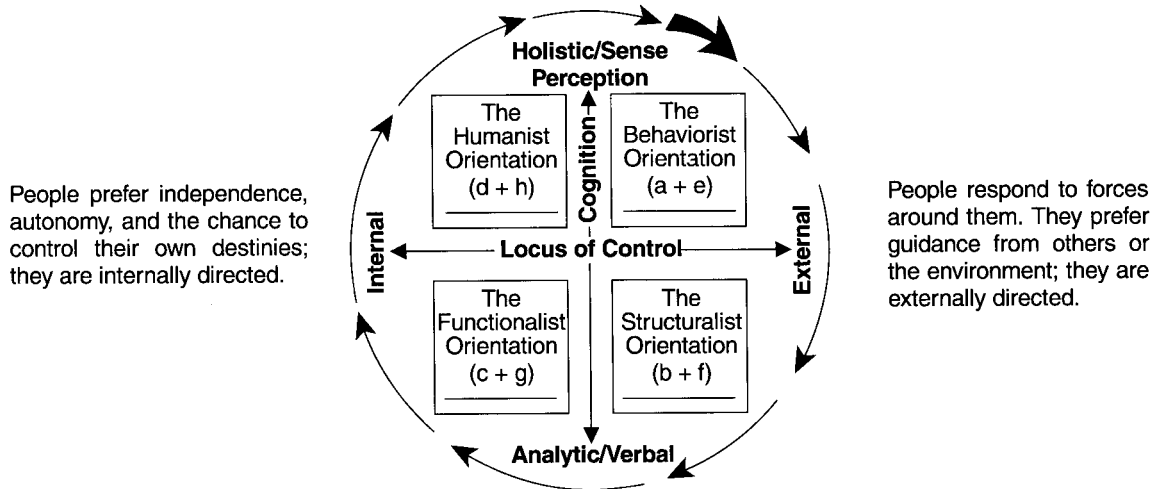 Holistic/Sense
Perception
The
Humanist
Orientation
(d + h)
The
Behaviorist
Orientation
(a + e)
Cognition
People prefer independence,
autonomy, and the chance to
control their own destinies;
they are internally directed.
Internal
Locus of Control
External
People respond to forces
around them. They prefer
guidance from others or
the environment; they are
externally directed.
The
Functionalist
Orientation
(c + g)
The
Structuralist
Orientation
(b + f)
Analytic/Verbal